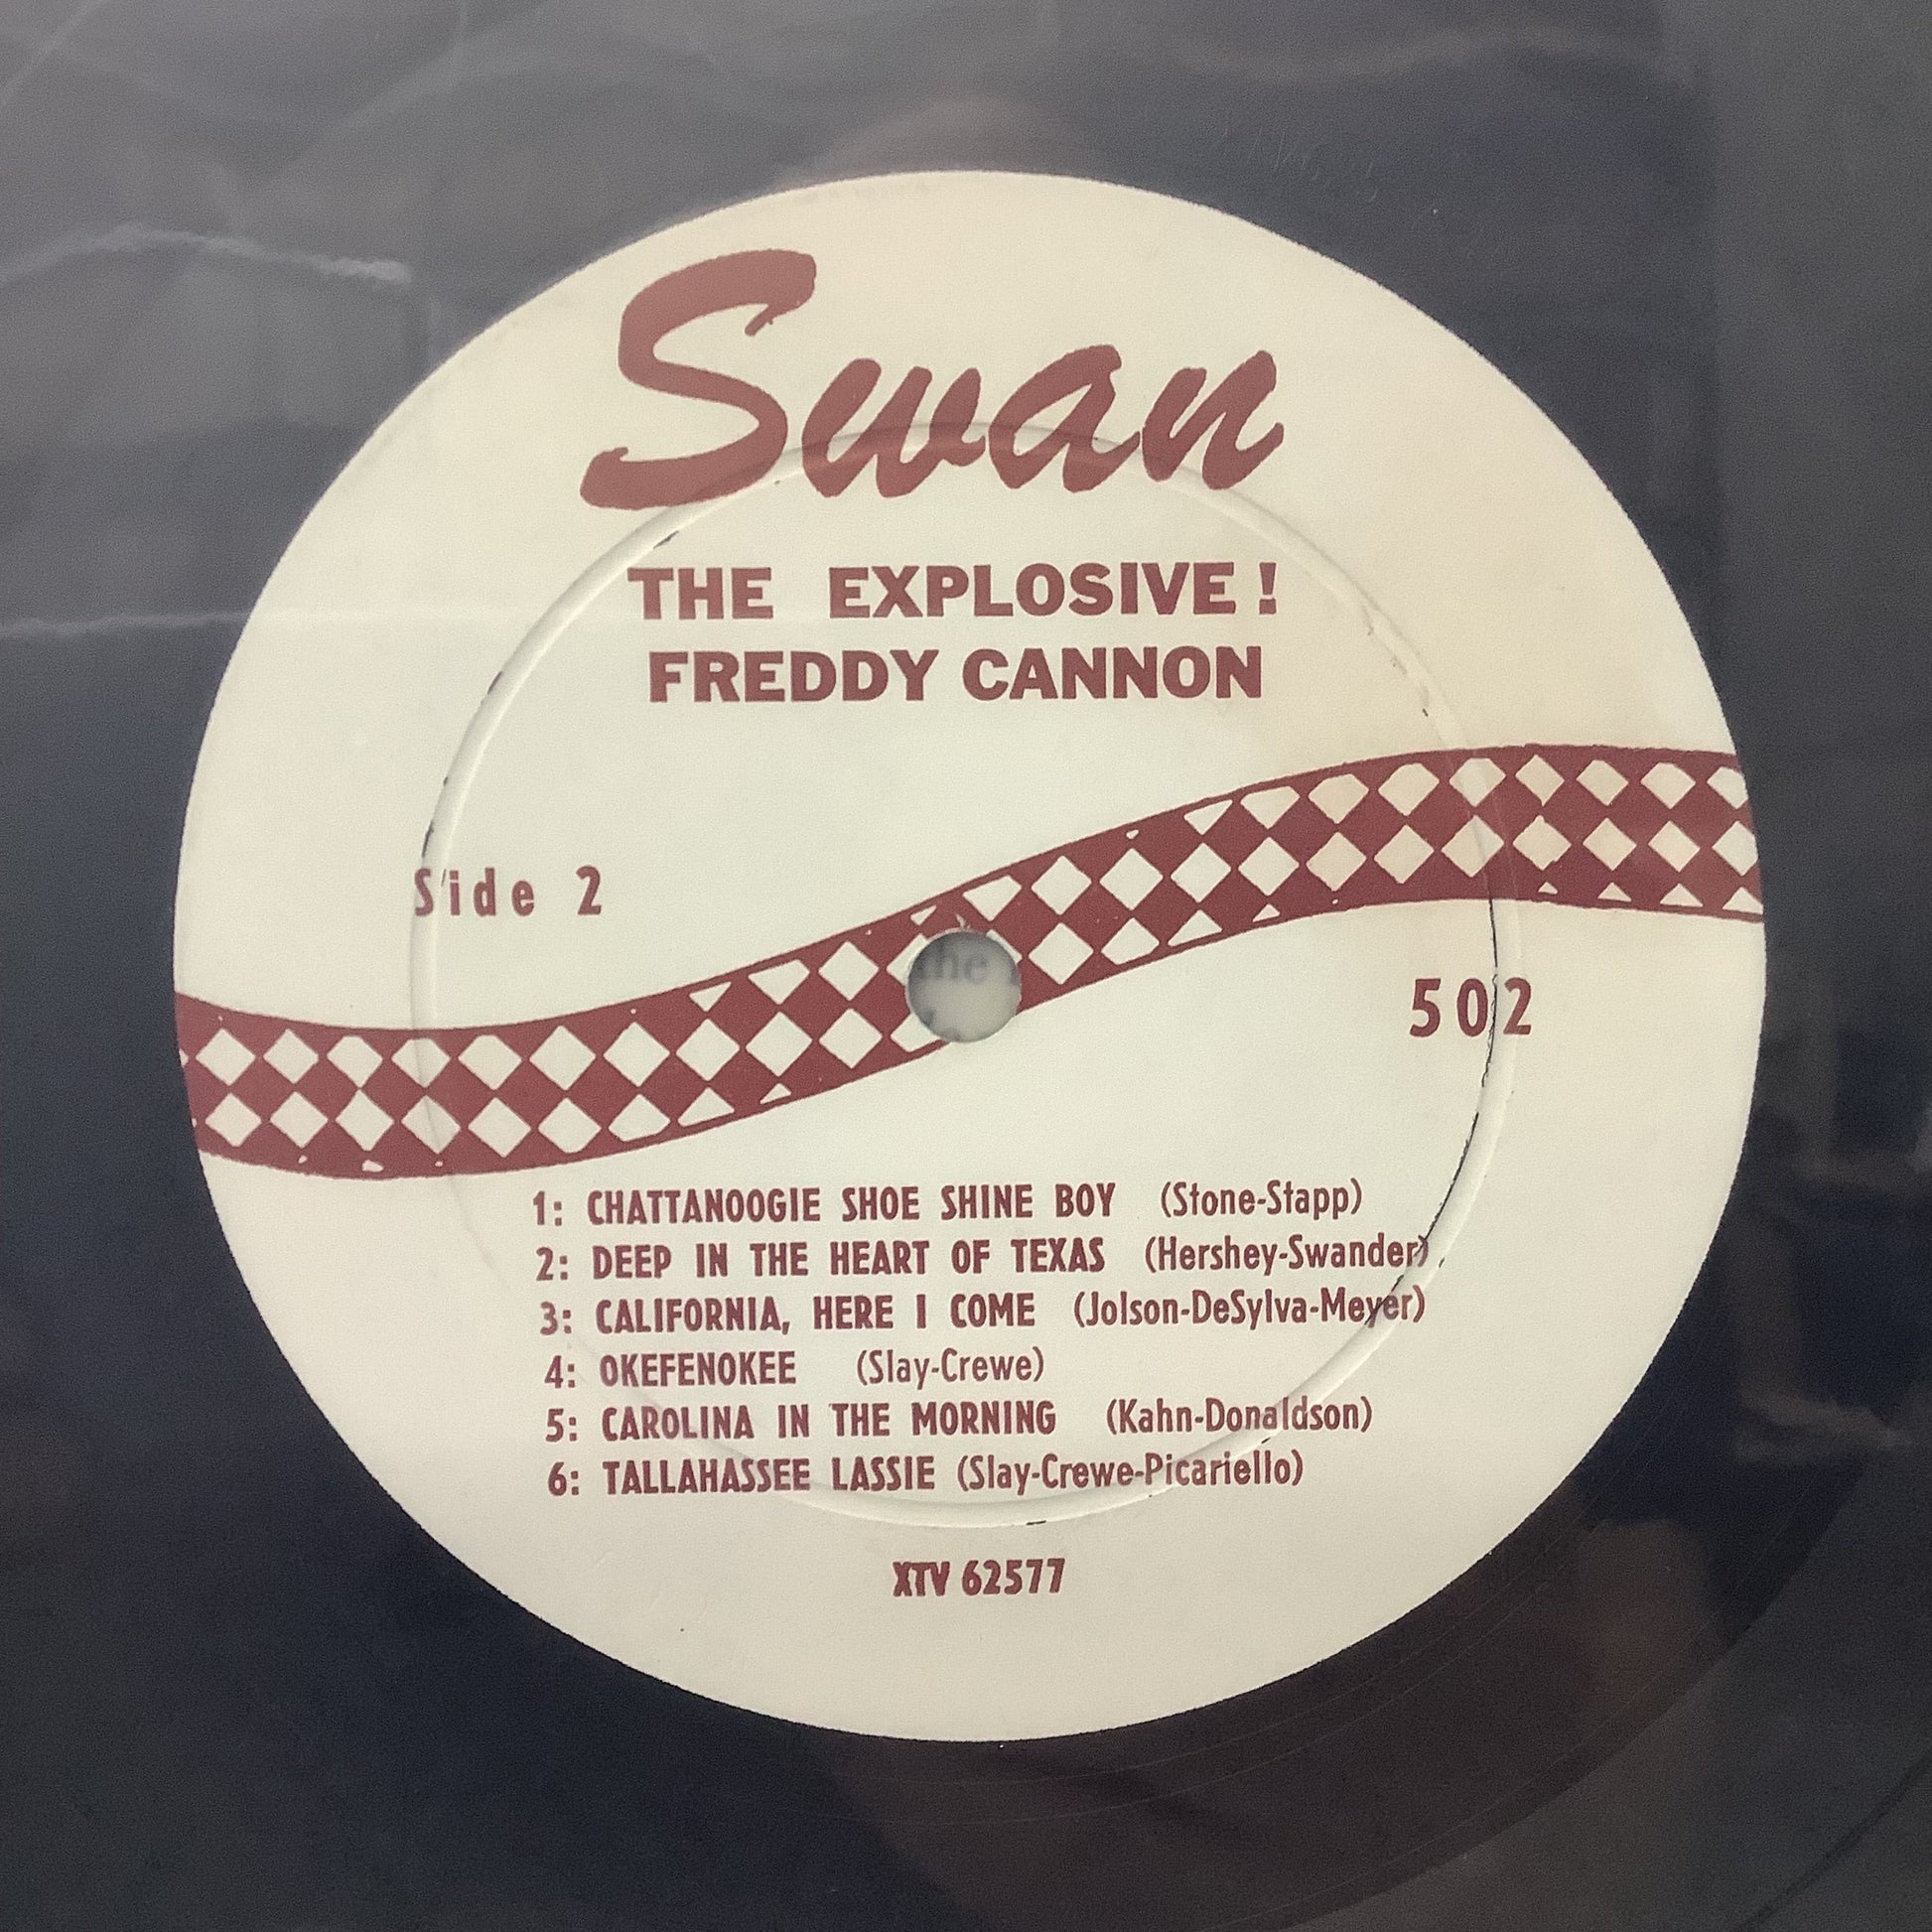 Swan
THE EXPLOSIVE !
FREDDY CANNON
Side 2
the
502
1: CHATTANOOGIE SHOE SHINE BOY (Stone-Stapp)
2: DEEP IN THE HEART OF TEXAS (Hershey-Swander)
3: CALIFORNIA, HERE I COME (Jolson-DeSylva-Meyer)
4: OKEFENOKEE (Slay-Crewe)
5: CAROLINA IN THE MORNING (Kahn-Donaldson)
6: TALLAHASSEE LASSIE (Slay-Crewe-Picariello)
XTV 62577